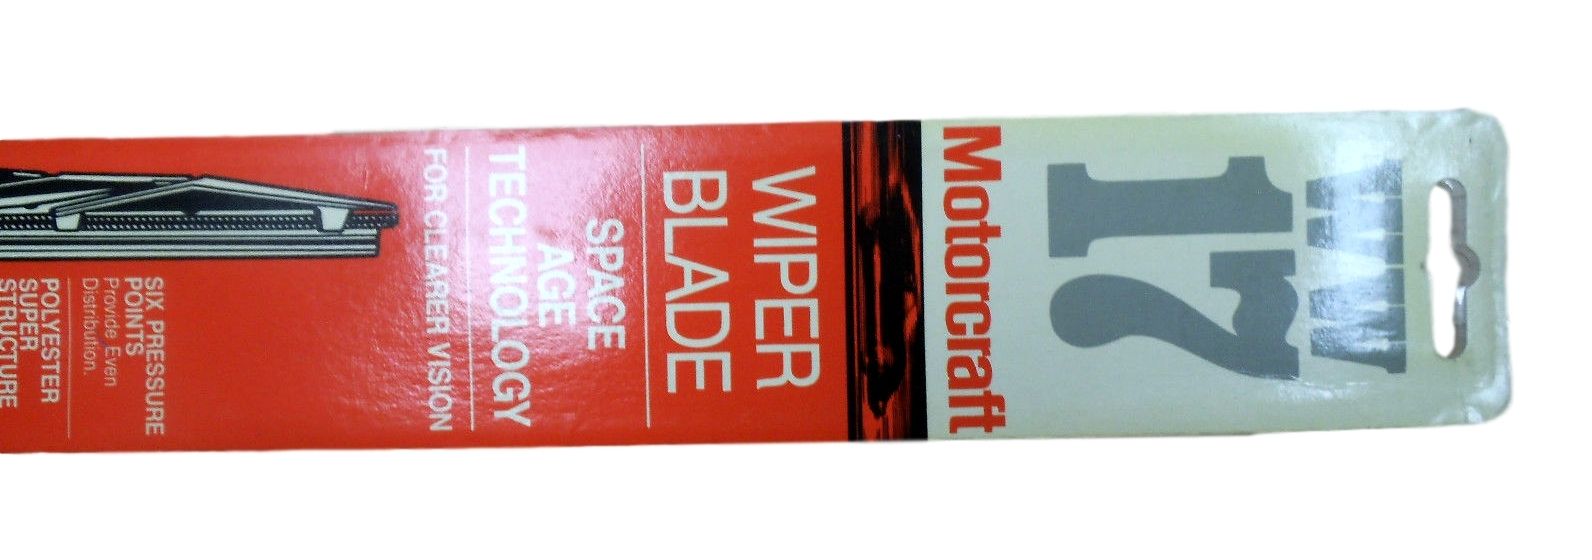 WW
17
Motorcraft
WIPER
BLADE
SPACE
AGE
TECHNOLOGY
FOR CLEARER VISION
SIX PRESSURE
POINTS
Provide Even
Distribution.
POLYESTER
SUPER
STRUCTURE